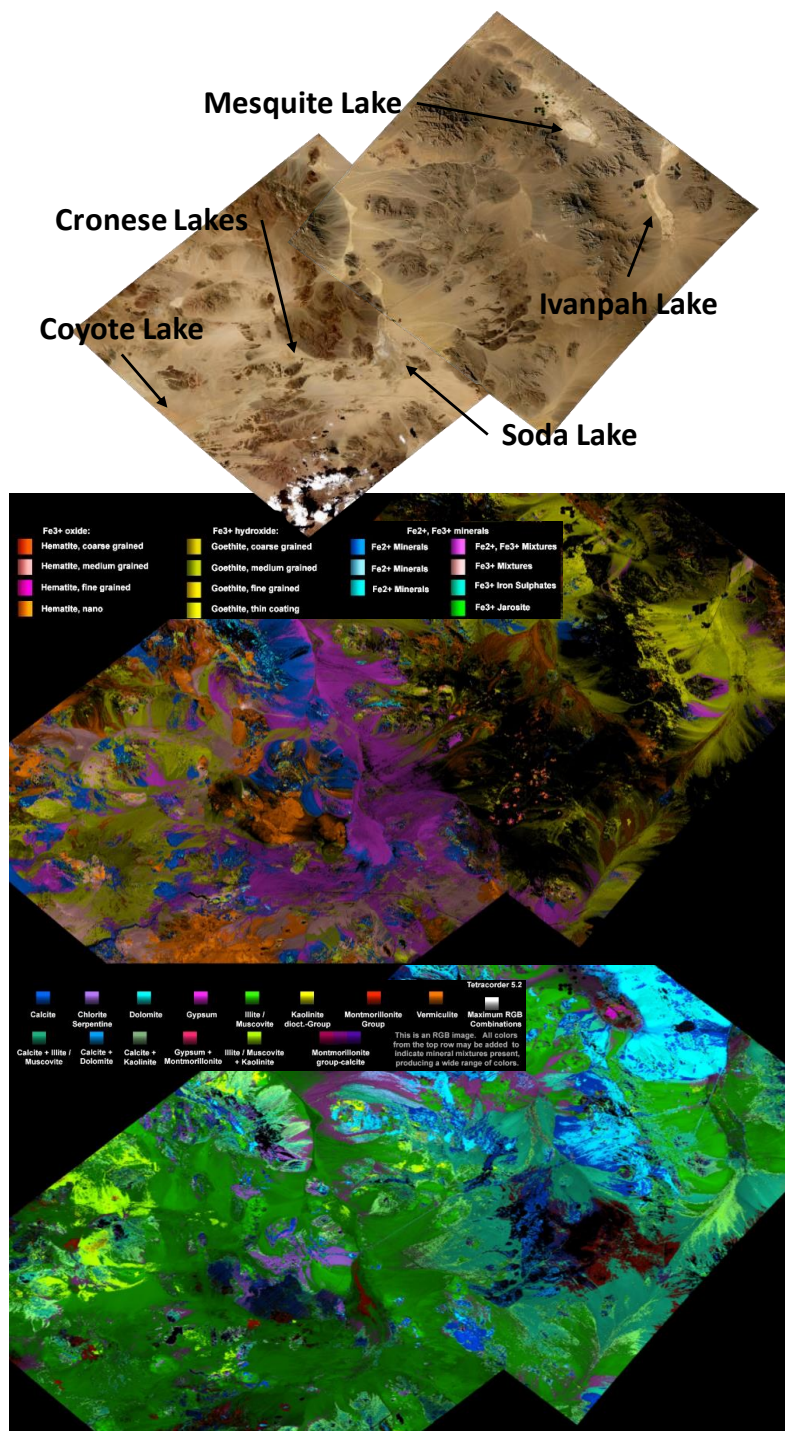 Mesquite Lake
Cronese Lakes
Ivanpah Lake
Coyote Lake
Soda Lake
Fe3+ oxide:
Hematite, coarse grained
Hematite, medium grained
Hematite, fine grained
Hematite, nano
Fe3+ hydroxide:
Goethite, coarse grained
Goethite, medium grained
Goethite, fine grained
Goethite, thin coating
Fe2+, Fe3+ minerals
Fe2+ Minerals
Fe2+ Minerals
Fe2+ Minerals
Fe2+, Fe3+ Mixtures
Fe3+ Mixtures
Fe3+ Iron Sulphates
Fe3+ Jarosite
Tetracorder 5.2
Calcite
Chlorite
Serpentine
Dolomite
Gypsum
Illite /
Muscovite
Kaolinite
dioct.-Group
Montmorillonite
Group
Vermiculite
Maximum RGB
Combinations
Calcite + Illite /
Muscovite
Calcite +
Dolomite
Calcite +
Kaolinite
Gypsum +
Montmorillonite
Illite / Muscovite
+ Kaolinite
Montmorillonite
group-calcite
This is an RGB image. All colors
from the top row may be added to
indicate mineral mixtures present,
producing a wide range of colors.